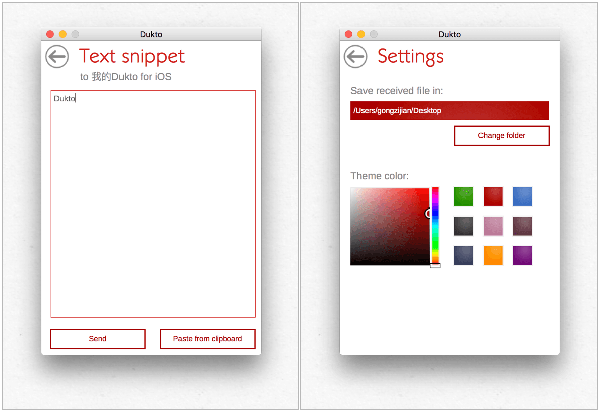 Dukto
Text snippet
to 我的Dukto for iOS
Dukto
Send
Paste from clipboard
Dukto
Settings
Save received file in:
/Users/gongzijian/Desktop
Change folder
Theme color: